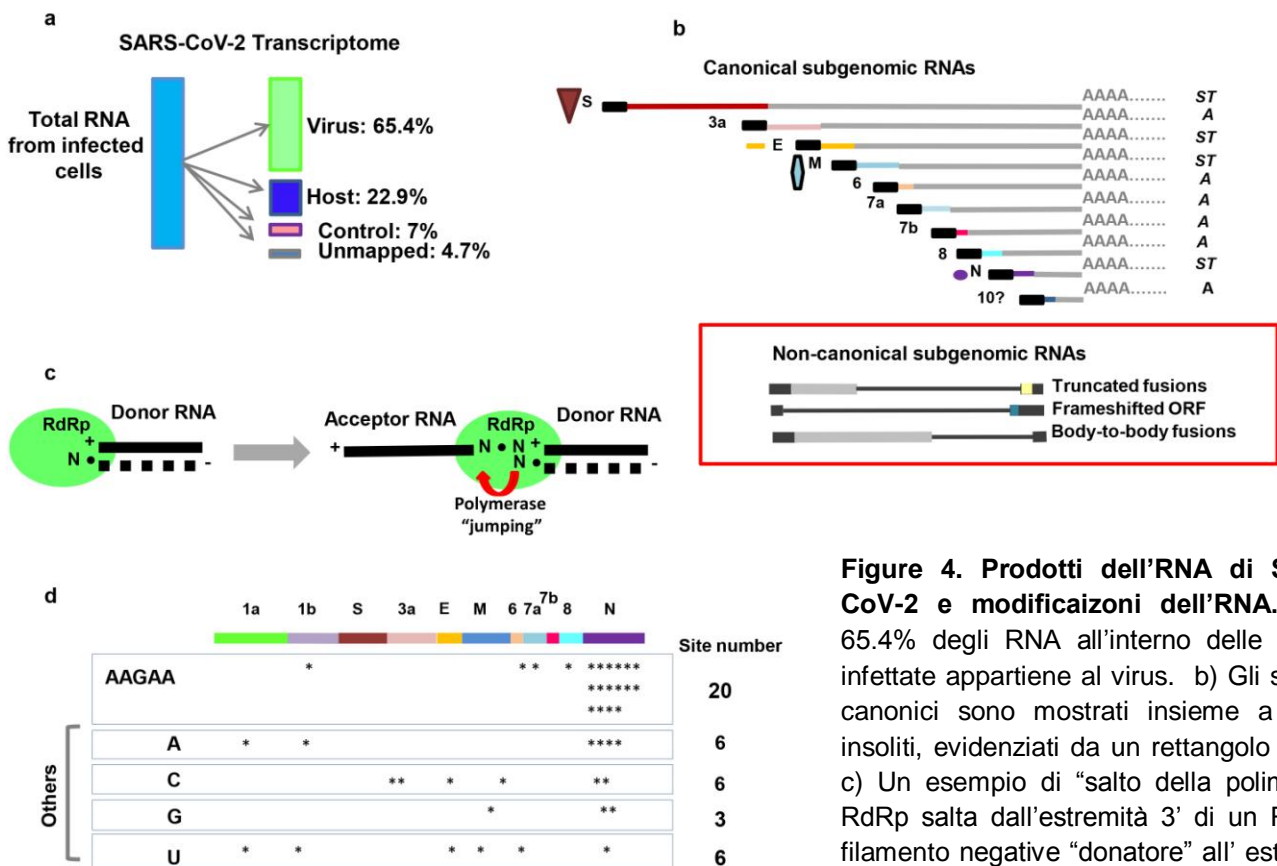 a
SARS-CoV-2 Transcriptome
Total RNA
from infected
cells
Virus: 65.4%
Host: 22.9%
Control: 7%
Unmapped: 4.7%
b
Canonical subgenomic RNAs
S AAAA....... ST
3a AAAA....... A
E AAAA....... ST
M AAAA....... ST
6 AAAA....... A
7a AAAA....... A
7b AAAA....... A
8 AAAA....... A
N AAAA....... ST
10? AAAA....... A
Non-canonical subgenomic RNAs
Truncated fusions
Frameshifted ORF
Body-to-body fusions
c
RdRp
Donor RNA
+
N •
-
Acceptor RNA
RdRp
Donor RNA
+
N • N +
N •
-
Polymerase
“jumping”
d
1a 1b S 3a E M 6 7a 7b 8 N
Site number
AAGAA * * * * ****** ****** **** 20
Others
A * * **** 6
C ** * * ** 6
G * ** 3
U * * * * * * 6
Figure 4. Prodotti dell’RNA di S
CoV-2 e modificaizoni dell’RNA.
65.4% degli RNA all’interno delle
infettate appartiene al virus. b) Gli s
canonici sono mostrati insieme a
insoliti, evidenziati da un rettangolo
c) Un esempio di “salto della polin
RdRp salta dall’estremità 3’ di un F
filamento negative “donatore” all’ est